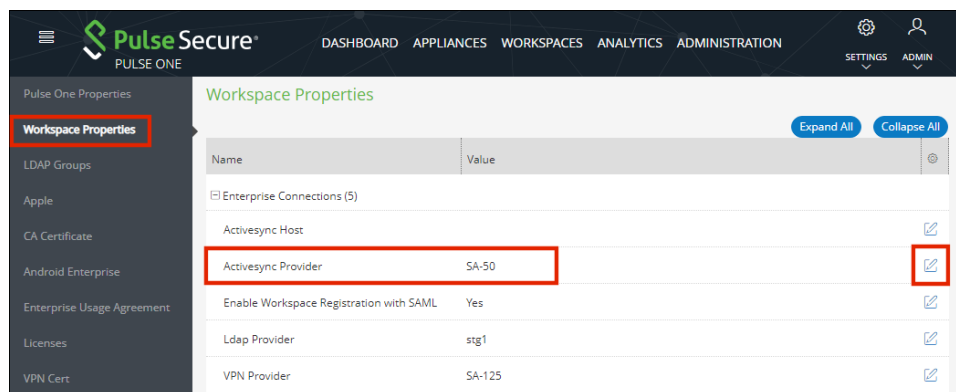 Pulse Secure®
PULSE ONE
DASHBOARD APPLIANCES WORKSPACES ANALYTICS ADMINISTRATION
SETTINGS ADMIN
Pulse One Properties
Workspace Properties
LDAP Groups
Apple
CA Certificate
Android Enterprise
Enterprise Usage Agreement
Licenses
VPN Cert
Workspace Properties
Expand All Collapse All
Name Value
Enterprise Connections (5)
Activesync Host
Activesync Provider SA-50
Enable Workspace Registration with SAML Yes
Ldap Provider stg1
VPN Provider SA-125